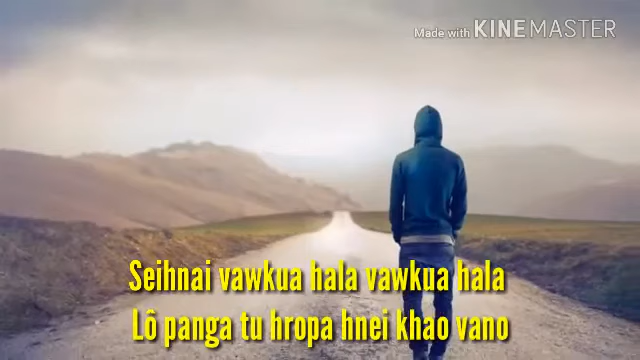 Made with KINEMASTER
Seihnai vawkua hala vawkua hala
Lô panga tu hropa hnei khao vano